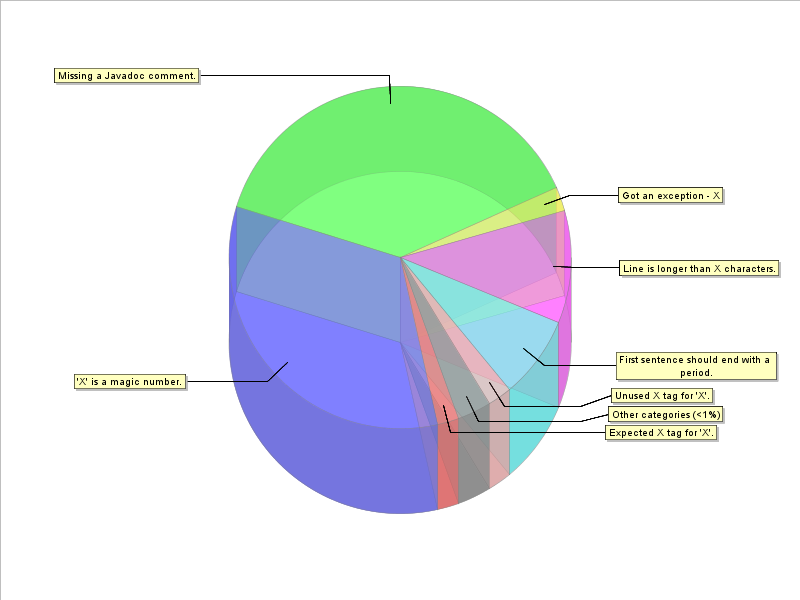 Missing a Javadoc comment.
Got an exception - X
Line is longer than X characters.
First sentence should end with a
period.
'X' is a magic number.
Unused X tag for 'X'.
Other categories (<1%)
Expected X tag for 'X'.